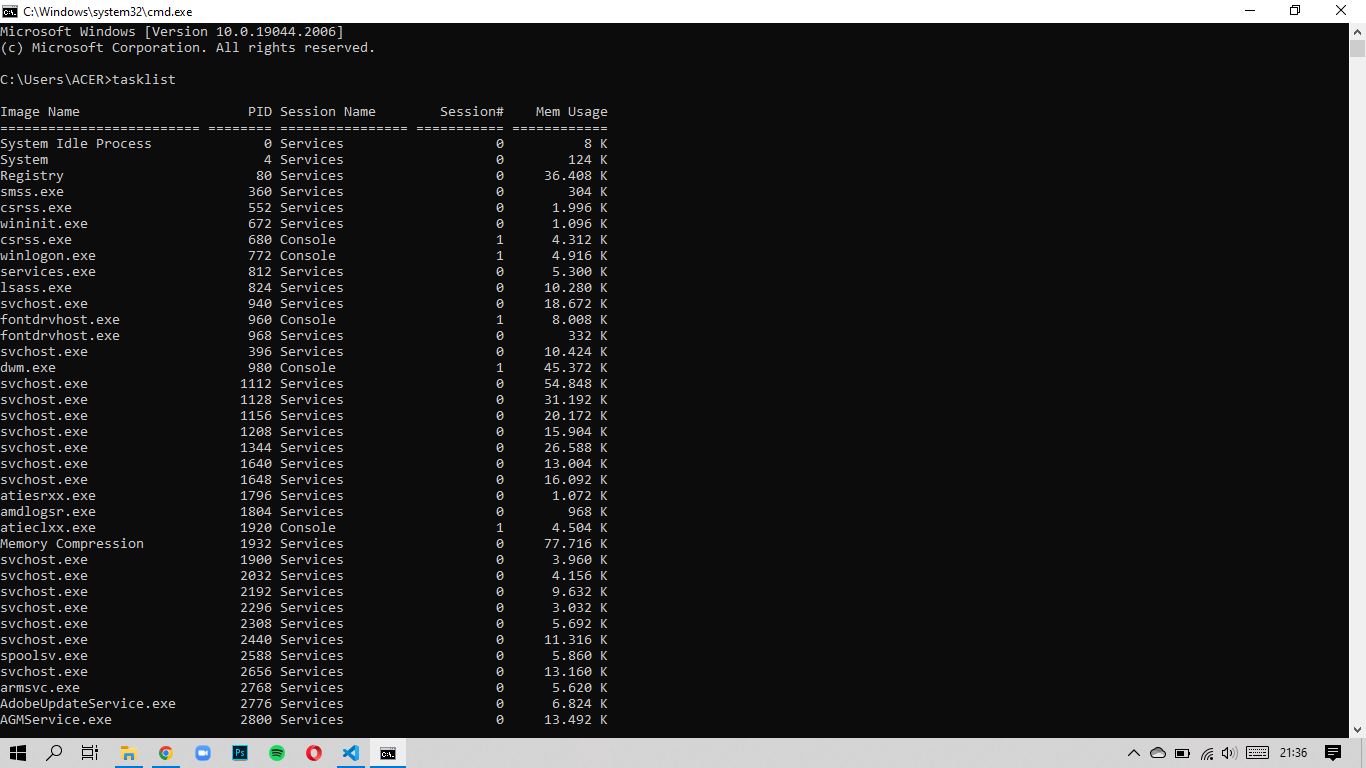 C:\Windows\system32\cmd.exe
Microsoft Windows [Version 10.0.19044.2006]
(c) Microsoft Corporation. All rights reserved.
C:\Users\ACER>tasklist
Image Name                     PID Session Name        Session#    Mem Usage
========================= ======== ================ =========== ============
System Idle Process              0 Services                   0          8 K
System                           4 Services                   0        124 K
Registry                        80 Services                   0     36.408 K
smss.exe                       360 Services                   0        304 K
csrss.exe                      552 Services                   0      1.996 K
wininit.exe                    672 Services                   0      1.096 K
csrss.exe                      680 Console                    1      4.312 K
winlogon.exe                   772 Console                    1      4.916 K
services.exe                   812 Services                   0      5.300 K
lsass.exe                      824 Services                   0     10.280 K
svchost.exe                    940 Services                   0     18.672 K
fontdrvhost.exe                960 Console                    1      8.008 K
fontdrvhost.exe                968 Services                   0        332 K
svchost.exe                    396 Services                   0     10.424 K
dwm.exe                        980 Console                    1     45.372 K
svchost.exe                   1112 Services                   0     54.848 K
svchost.exe                   1128 Services                   0     31.192 K
svchost.exe                   1156 Services                   0     20.172 K
svchost.exe                   1208 Services                   0     15.904 K
svchost.exe                   1344 Services                   0     26.588 K
svchost.exe                   1640 Services                   0     13.004 K
svchost.exe                   1648 Services                   0     16.092 K
atiesrxx.exe                  1796 Services                   0      1.072 K
amdlogsr.exe                  1804 Services                   0        968 K
atieclxx.exe                  1920 Console                    1      4.504 K
Memory Compression            1932 Services                   0     77.716 K
svchost.exe                   1900 Services                   0      3.960 K
svchost.exe                   2032 Services                   0      4.156 K
svchost.exe                   2192 Services                   0      9.632 K
svchost.exe                   2296 Services                   0      3.032 K
svchost.exe                   2308 Services                   0      5.692 K
svchost.exe                   2440 Services                   0     11.316 K
spoolsv.exe                   2588 Services                   0      5.860 K
svchost.exe                   2656 Services                   0     13.160 K
armsvc.exe                    2768 Services                   0      5.620 K
AdobeUpdateService.exe        2776 Services                   0      6.824 K
AGMService.exe                2800 Services                   0     13.492 K
Ps
21:36